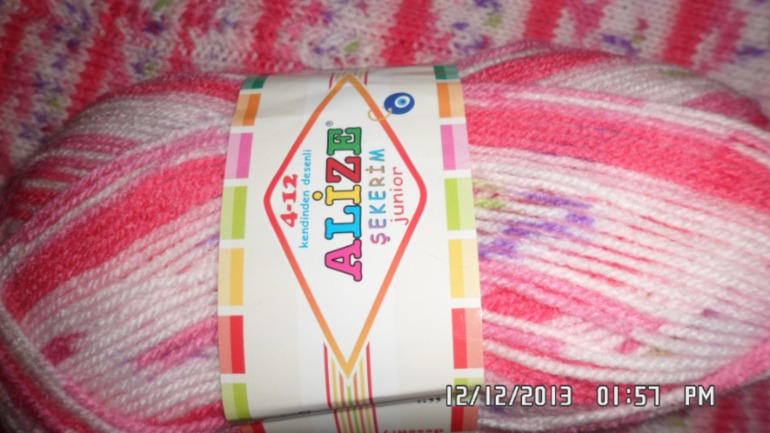 4-12
kendinden desenli
ALİZE®
ŞEKERİM
junior
12/12/2013 01:57 PM